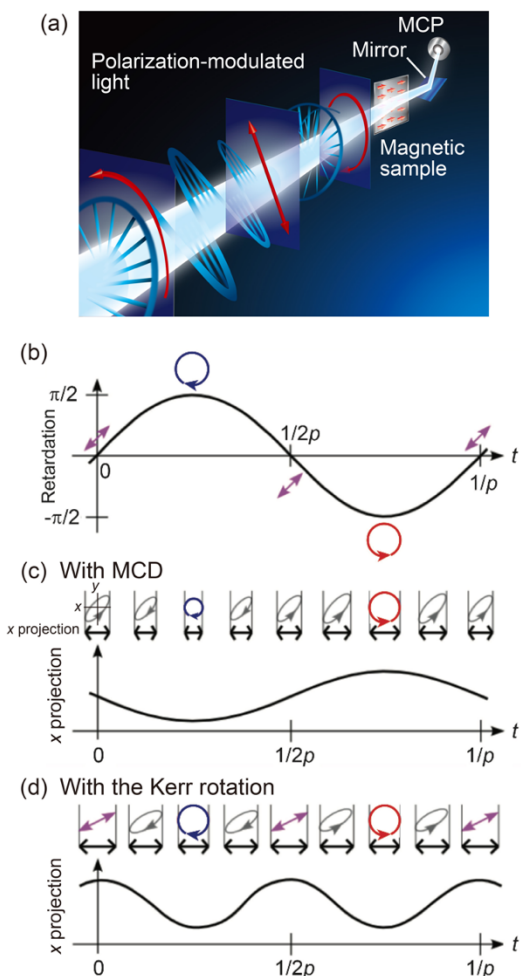 (a)
MCP
Mirror
Polarization-modulated
light
Magnetic
sample
(b)
Retardation
π/2
-π/2
0
1/2p
1/p
t
(c) With MCD
y
x
x projection
x projection
0
1/2p
1/p
t
(d) With the Kerr rotation
x projection
0
1/2p
1/p
t